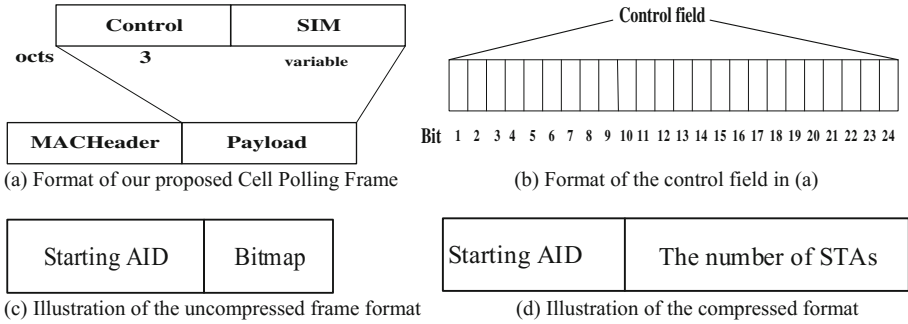 Control SIM
octs 3 variable
MACHeader Payload
(a) Format of our proposed Cell Polling Frame
Control field
Bit 1 2 3 4 5 6 7 8 9 10 11 12 13 14 15 16 17 18 19 20 21 22 23 24
(b) Format of the control field in (a)
Starting AID Bitmap
(c) Illustration of the uncompressed frame format
Starting AID The number of STAs
(d) Illustration of the compressed format